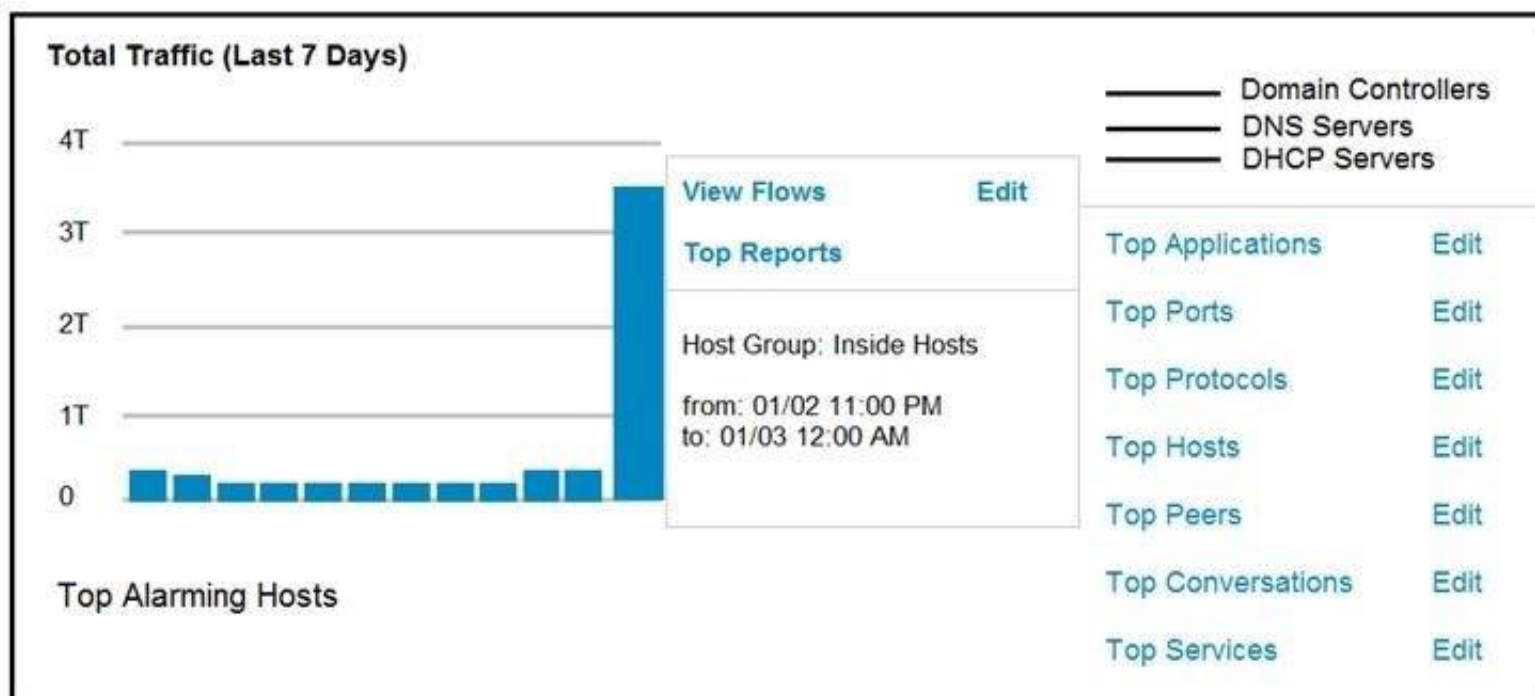 Total Traffic (Last 7 Days)
4T
3T
2T
1T
0
Top Alarming Hosts
View Flows Edit
Top Reports
Host Group: Inside Hosts
from: 01/02 11:00 PM
to: 01/03 12:00 AM
Domain Controllers
DNS Servers
DHCP Servers
Top Applications Edit
Top Ports Edit
Top Protocols Edit
Top Hosts Edit
Top Peers Edit
Top Conversations Edit
Top Services Edit